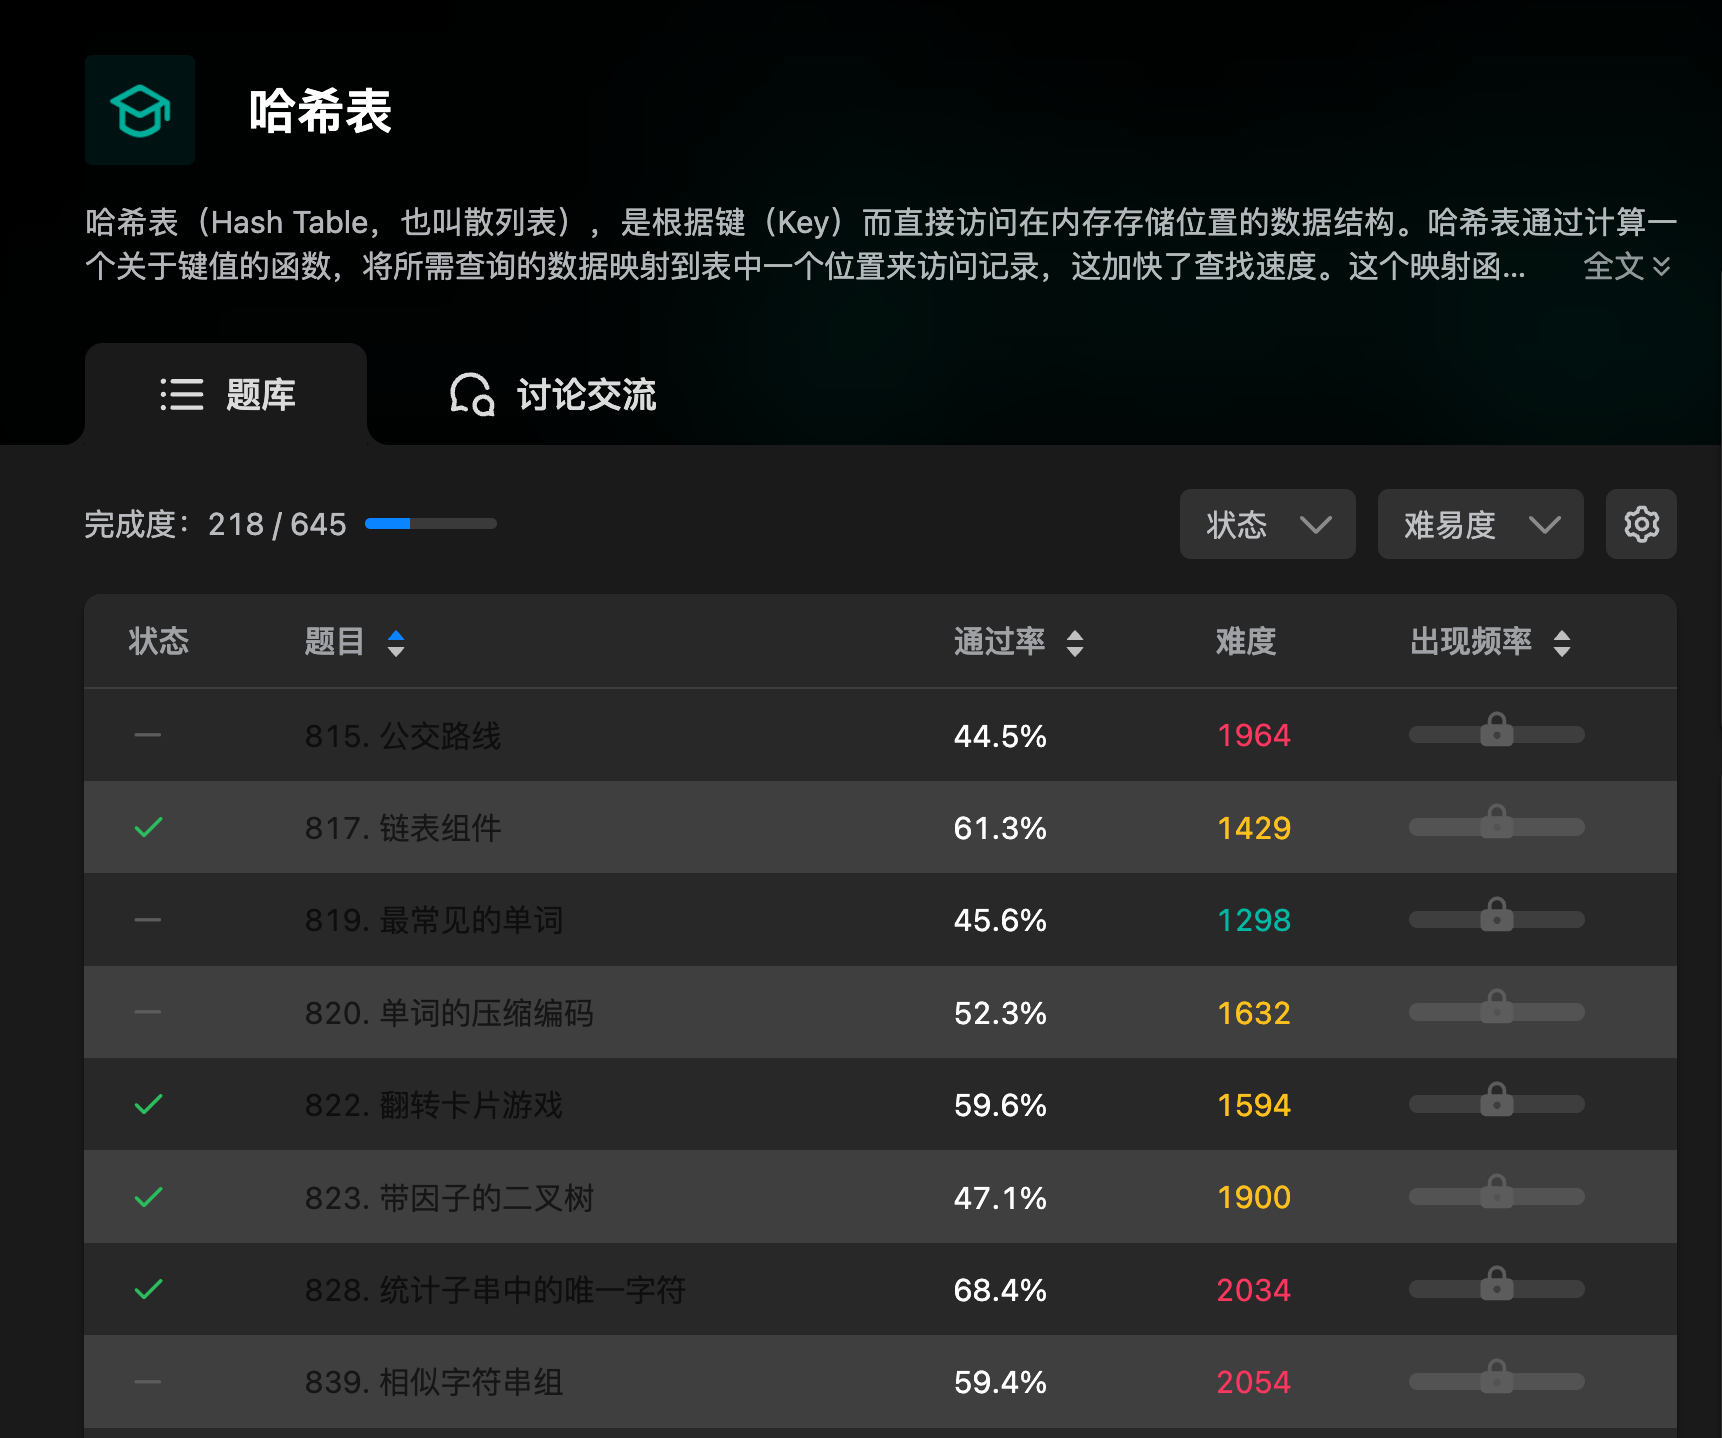 哈希表
哈希表（Hash Table，也叫散列表），是根据键（Key）而直接访问在内存存储位置的数据结构。哈希表通过计算一
个关于键值的函数，将所需查询的数据映射到表中一个位置来访问记录，这加快了查找速度。这个映射函... 全文
题库 讨论交流
完成度：218 / 645 状态 难易度
状态 题目 通过率 难度 出现频率
815. 公交路线 44.5% 1964
817. 链表组件 61.3% 1429
819. 最常见的单词 45.6% 1298
820. 单词的压缩编码 52.3% 1632
822. 翻转卡片游戏 59.6% 1594
823. 带因子的二叉树 47.1% 1900
828. 统计子串中的唯一字符 68.4% 2034
839. 相似字符串组 59.4% 2054